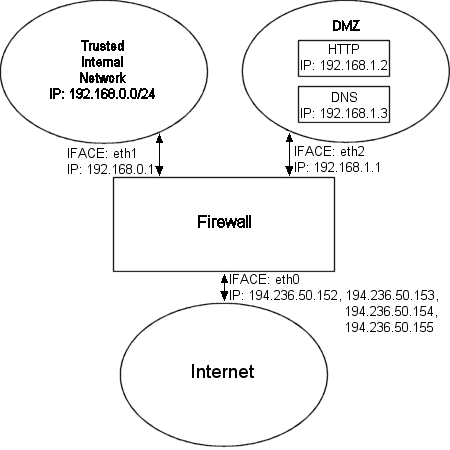 Trusted
Internal
Network
IP: 192.168.0.0/24
DMZ
HTTP
IP: 192.168.1.2
DNS
IP: 192.168.1.3
IFACE: eth1
IP: 192.168.0.1
IFACE: eth2
IP: 192.168.1.1
Firewall
IFACE: eth0
IP: 194.236.50.152, 194.236.50.153,
194.236.50.154,
194.236.50.155
Internet